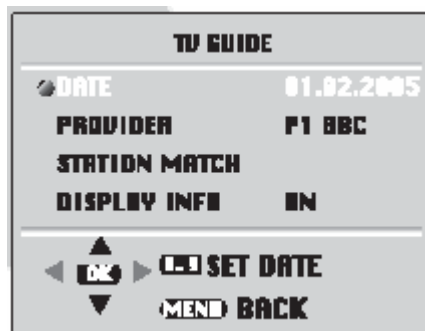 TV GUIDE
DATE 01.02.2005
PROVIDER P1 BBC
STATION MATCH
DISPLAY INFO ON
OK SET DATE
MENU BACK